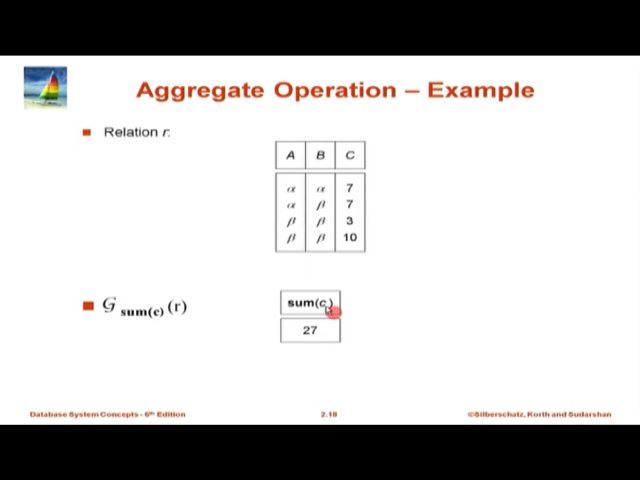 Aggregate Operation – Example
Relation r:
A B C
α α 7
α β 7
β β 3
β β 10
𝒢 sum(c) (r)
sum(c)
27
Database System Concepts - 6th Edition
2.18
©Silberschatz, Korth and Sudarshan